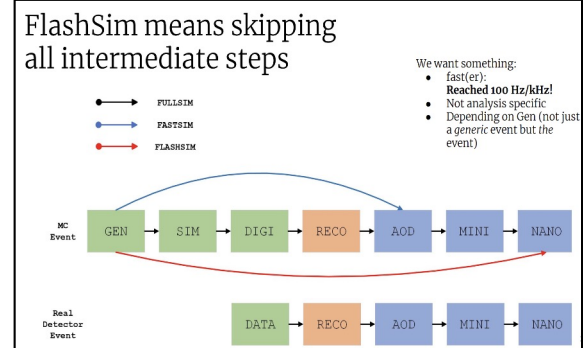 FlashSim means skipping
all intermediate steps
We want something:
• fast(er):
Reached 100 Hz/kHz!
• Not analysis specific
• Depending on Gen (not just
a generic event but the
event)
FULLSIM
FASTSIM
FLASHSIM
MC
Event
GEN SIM DIGI RECO AOD MINI NANO
Real
Detector
Event
DATA RECO AOD MINI NANO